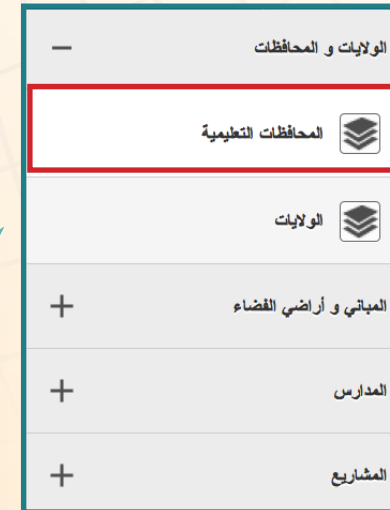 الولايات و المحافظات
المحافظات التعليمية
الولايات
المباني و أراضي الفضاء
المدارس
المشاريع